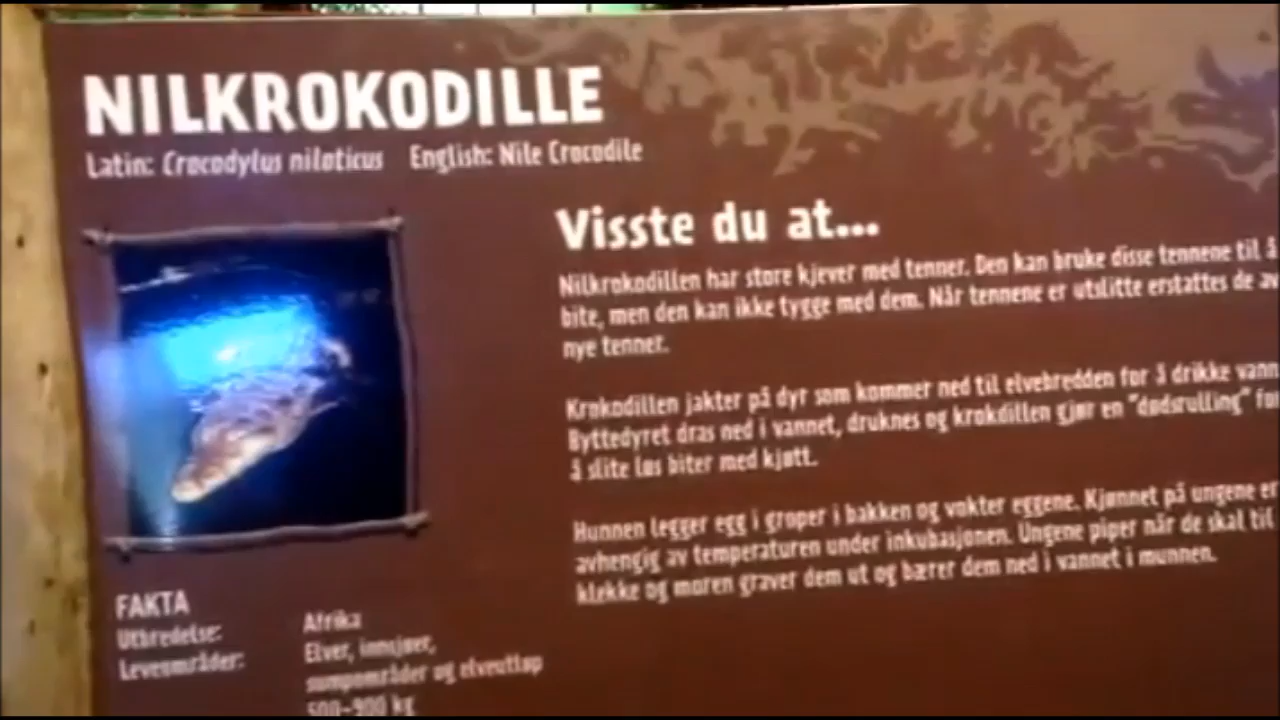 NILKROKODILLE
Latin: Crocodylus niloticus English: Nile Crocodile
Visste du at...
Nilkrokodillen har store kjever med tenner. Den kan bruke disse tennene til å
bite, men den kan ikke tygge med dem. Når tennene er utslitte erstattes de av
nye tenner.
Krokodillen jakter på dyr som kommer ned til elvebredden for å drikke vann
Byttedyret dras ned i vannet, druknes og krokdillen gjør en "dødsrulling" for
å slite løs biter med kjøtt.
Hunnen legger egg i groper i bakken og vokter eggene. Kjønnet på ungene er
avhengig av temperaturen under inkubasjonen. Ungene piper når de skal til
klekke og moren graver dem ut og bærer dem ned i vannet i munnen.
FAKTA
Utbredelse: Afrika
Leveområder: Elver, innsjøer,
sumpområder og elveutløp
500-900 kg